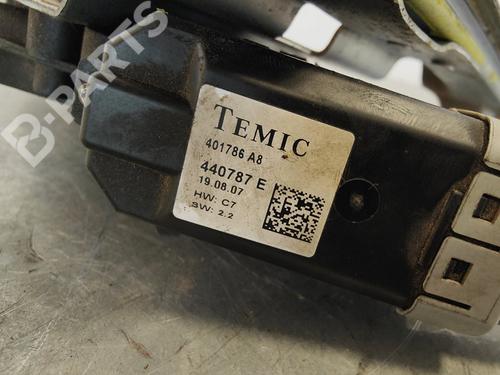 B-PARTS
TEMIC
401786 A8
440787 E
19.08.07
HW: C7
SW: 2.2